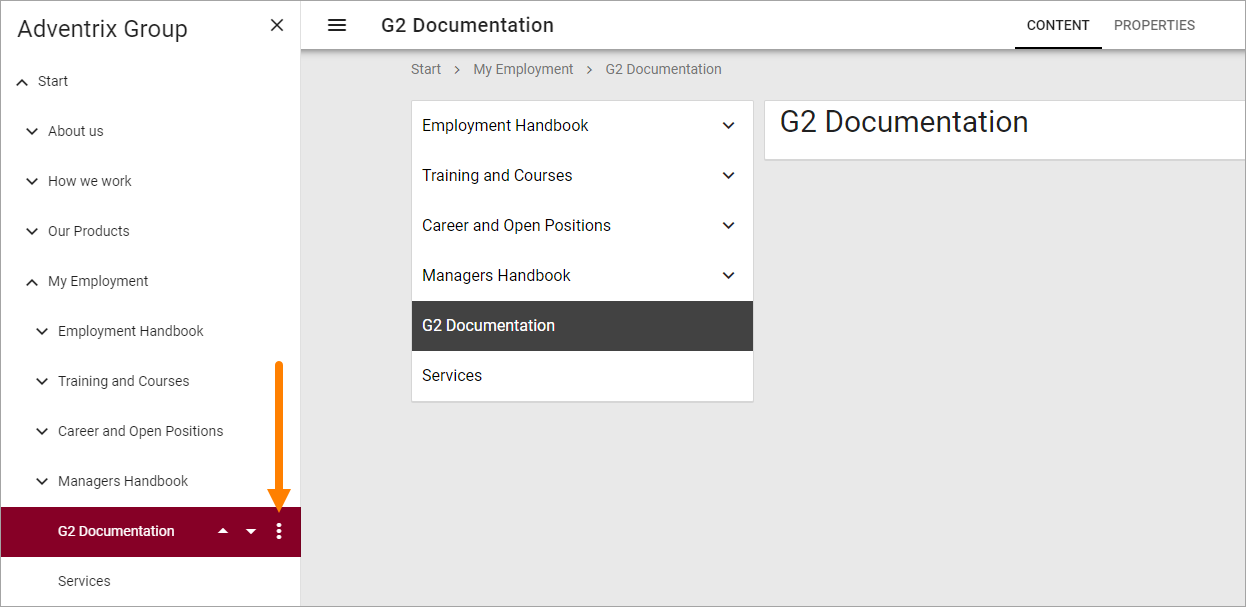 Adventrix Group
Start
About us
How we work
Our Products
My Employment
Employment Handbook
Training and Courses
Career and Open Positions
Managers Handbook
G2 Documentation
Services
G2 Documentation
CONTENT PROPERTIES
Start > My Employment > G2 Documentation
Employment Handbook
Training and Courses
Career and Open Positions
Managers Handbook
G2 Documentation
Services
G2 Documentation